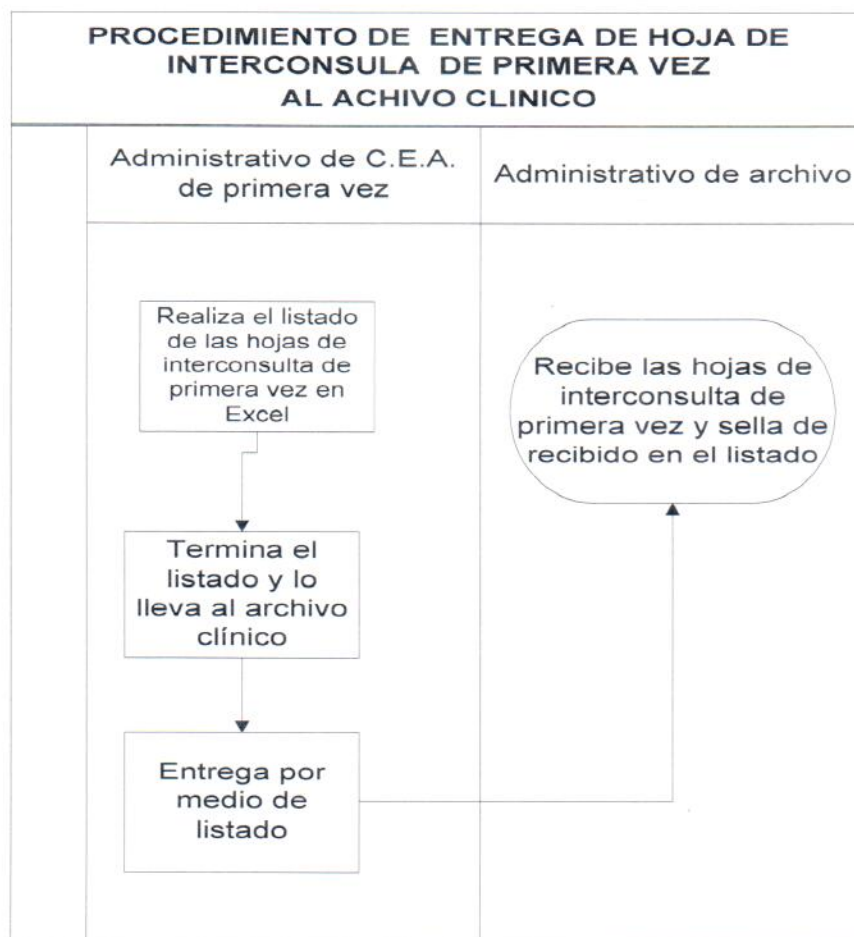 PROCEDIMIENTO DE ENTREGA DE HOJA DE
INTERCONSULA DE PRIMERA VEZ
AL ACHIVO CLINICO
Administrativo de C.E.A.
de primera vez
Administrativo de archivo
Realiza el listado
de las hojas de
interconsulta de
primera vez en
Excel
Termina el
listado y lo
lleva al archivo
clínico
Entrega por
medio de
listado
Recibe las hojas de
interconsulta de
primera vez y sella de
recibido en el listado